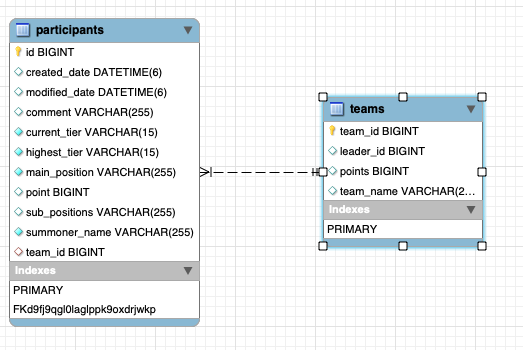 participants
id BIGINT
created_date DATETIME(6)
modified_date DATETIME(6)
comment VARCHAR(255)
current_tier VARCHAR(15)
highest_tier VARCHAR(15)
main_position VARCHAR(255)
point BIGINT
sub_positions VARCHAR(255)
summoner_name VARCHAR(255)
team_id BIGINT
Indexes
PRIMARY
FKd9fj9qgl0laglppk9oxdrjwkp
teams
team_id BIGINT
leader_id BIGINT
points BIGINT
team_name VARCHAR(2...
Indexes
PRIMARY